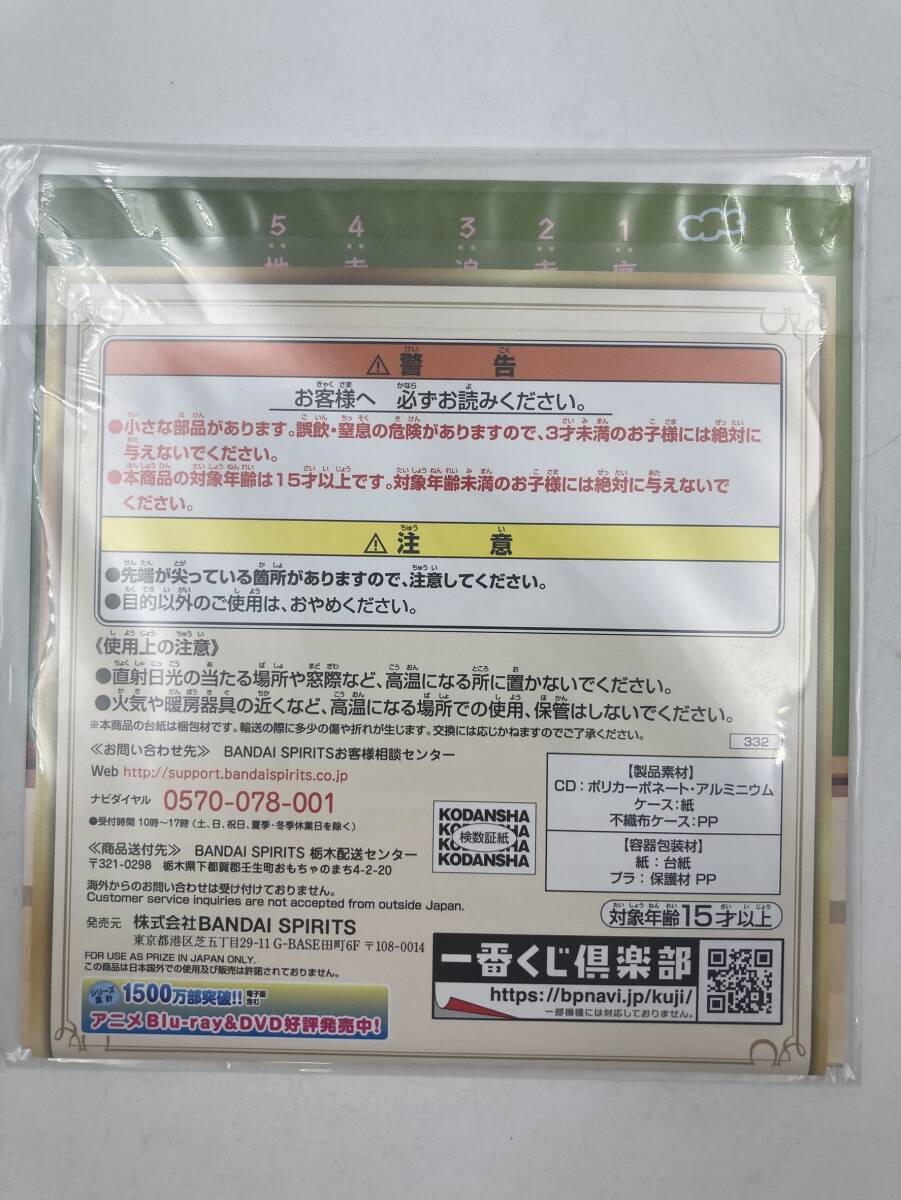 5 4 3 2 1
⚠警告
お客様へ 必ずお読みください。
●小さな部品があります。誤飲・窒息の危険がありますので、3才未満のお子様には絶対に
与えないでください。
●本商品の対象年齢は15才以上です。対象年齢未満のお子様には絶対に与えないで
ください。
⚠注意
●先端が尖っている箇所がありますので、注意してください。
●目的以外のご使用は、おやめください。
《使用上の注意》
●直射日光の当たる場所や窓際など、高温になる所に置かないでください。
●火気や暖房器具の近くなど、高温になる場所での使用、保管はしないでください。
※本商品の台紙は梱包材です。輸送の際に多少の傷や折れが生じます。交換には応じかねますのでご了承ください。
332
≪お問い合わせ先≫ BANDAI SPIRITSお客様相談センター
Web http://support.bandaispirits.co.jp
ナビダイヤル 0570-078-001
●受付時間 10時〜17時（土、日、祝日、夏季・冬季休業日を除く）
≪商品送付先≫ BANDAI SPIRITS 栃木配送センター
〒321-0298 栃木県下都賀郡壬生町おもちゃのまち4-2-20
海外からのお問い合わせは受け付けておりません。
Customer service inquiries are not accepted from outside Japan.
発売元 株式会社BANDAI SPIRITS
東京都港区芝五丁目29-11 G-BASE田町6F 〒108-0014
FOR USE AS PRIZE IN JAPAN ONLY.
この商品は日本国外での使用及び販売は許諾されておりません。
シリーズ累計 1500万部突破!! 電子版含む
アニメBlu-ray&DVD好評発売中!
KODANSHA
検数証紙
KODANSHA
【製品素材】
CD：ポリカーボネート・アルミニウム
ケース：紙
不織布ケース：PP
【容器包装材】
紙：台紙
プラ：保護材 PP
対象年齢15才以上
一番くじ倶楽部
https://bpnavi.jp/kuji/
一部機種には対応しておりません。